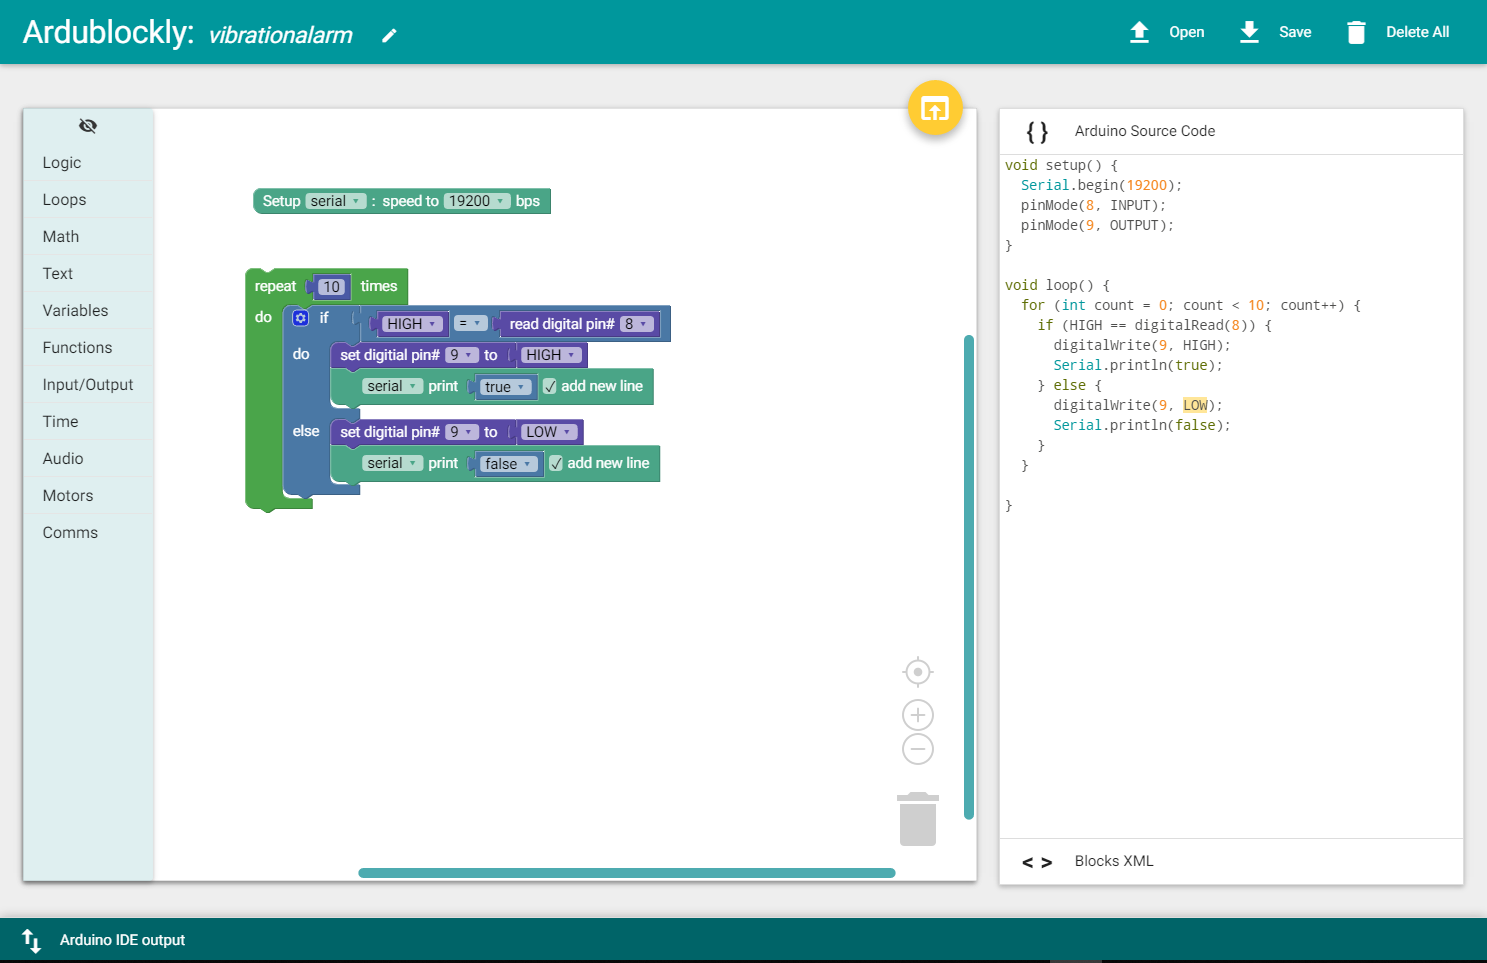 Ardublockly: vibrationalarm
Open
Save
Delete All
Logic
Loops
Math
Text
Variables
Functions
Input/Output
Time
Audio
Motors
Comms
Setup serial : speed to 19200 bps
repeat 10 times
do if HIGH = read digital pin# 8
do set digitial pin# 9 to HIGH
serial print true ✓ add new line
else set digitial pin# 9 to LOW
serial print false ✓ add new line
{} Arduino Source Code
void setup() {
Serial.begin(19200);
pinMode(8, INPUT);
pinMode(9, OUTPUT);
}
void loop() {
for (int count = 0; count < 10; count++) {
if (HIGH == digitalRead(8)) {
digitalWrite(9, HIGH);
Serial.println(true);
} else {
digitalWrite(9, LOW);
Serial.println(false);
}
}
}
< > Blocks XML
Arduino IDE output